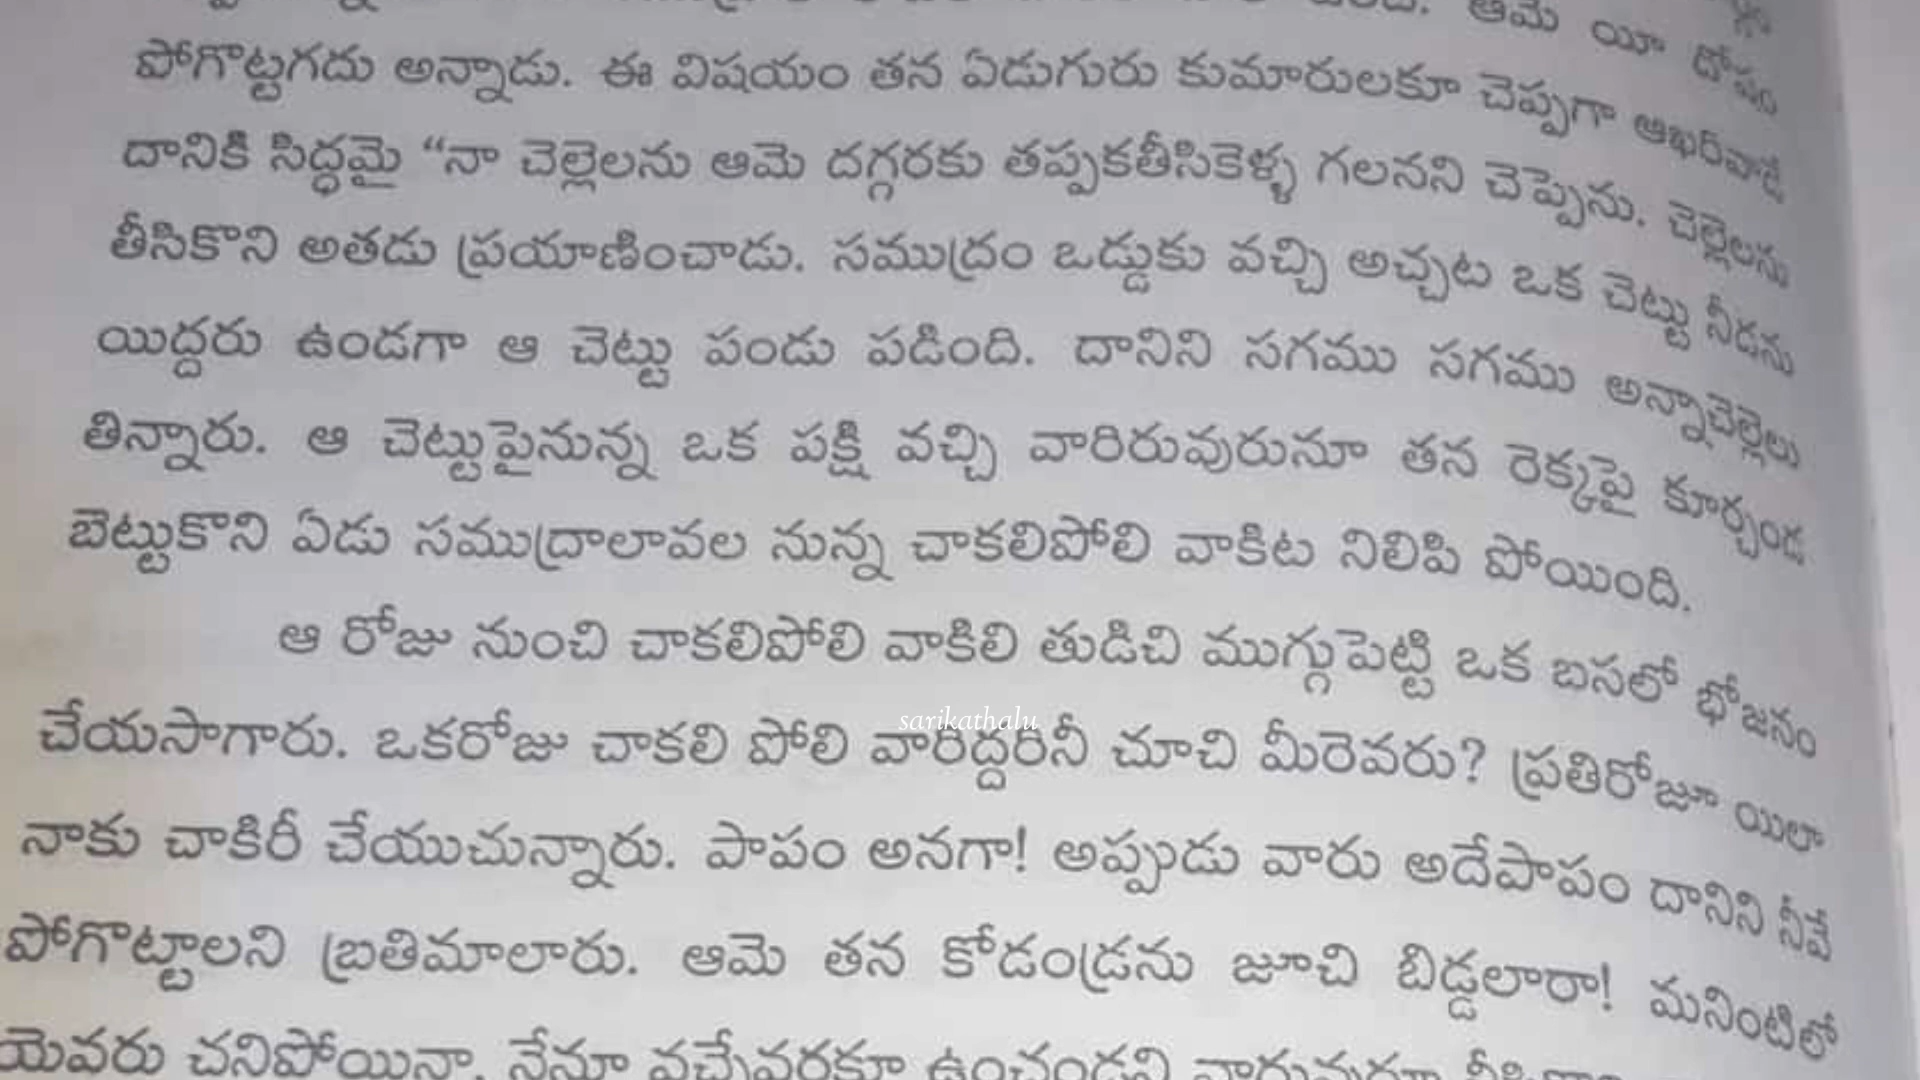 ఆమె యీ దోషం
పోగొట్టగదు అన్నాడు. ఈ విషయం తన ఏడుగురు కుమారులకూ చెప్పగా ఆఖరివాడే
దానికి సిద్ధమై “నా చెల్లెలను ఆమె దగ్గరకు తప్పకతీసికెళ్ళ గలనని చెప్పెను. చెల్లెలను
తీసికొని అతడు ప్రయాణించాడు. సముద్రం ఒడ్డుకు వచ్చి అచ్చట ఒక చెట్టు నీడను
యిద్దరు ఉండగా ఆ చెట్టు పండు పడింది. దానిని సగము సగము అన్నాచెల్లెలు
తిన్నారు. ఆ చెట్టుపైనున్న ఒక పక్షి వచ్చి వారిరువురునూ తన రెక్కపై కూర్చండ
బెట్టుకొని ఏడు సముద్రాలావల నున్న చాకలిపోలి వాకిట నిలిపి పోయింది.
ఆ రోజు నుంచి చాకలిపోలి వాకిలి తుడిచి ముగ్గుపెట్టి ఒక బసలో భోజనం
చేయసాగారు. ఒకరోజు చాకలి పోలి వారిద్దరినీ చూచి మీరెవరు? ప్రతిరోజూ యిలా
sarikathalu
నాకు చాకిరీ చేయుచున్నారు. పాపం అనగా! అప్పుడు వారు అదేపాపం దానిని నీవే
పోగొట్టాలని బ్రతిమాలారు. ఆమె తన కోడండ్రను జూచి బిడ్డలారా! మనింటిలో
యెవరు చనిపోయినా, నేనూ వచ్చేవరకూ ఉంచండని